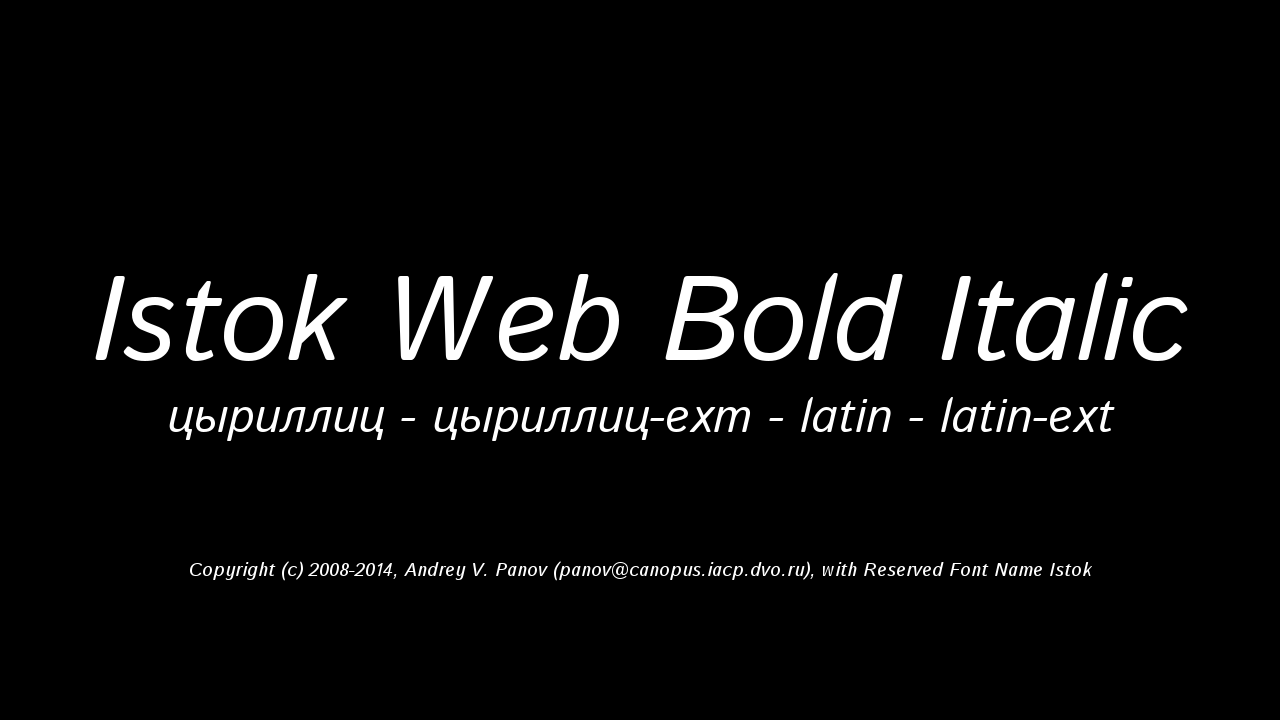 Istok Web Bold Italic
цыриллиц - цыриллиц-ехт - latin - latin-ext
Copyright (c) 2008-2014, Andrey V. Panov (panov@canopus.iacp.dvo.ru), with Reserved Font Name Istok